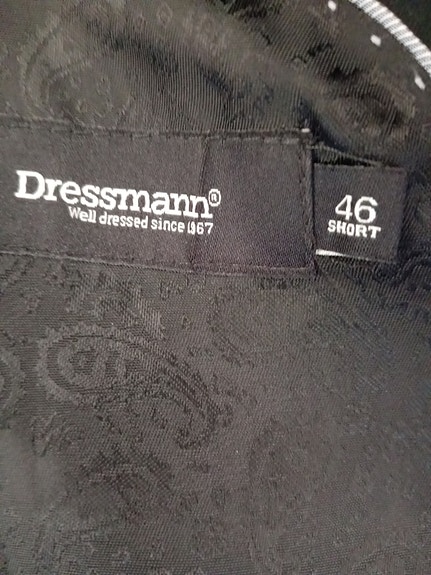 Dressmann®
Well dressed since 1967
46
SHORT